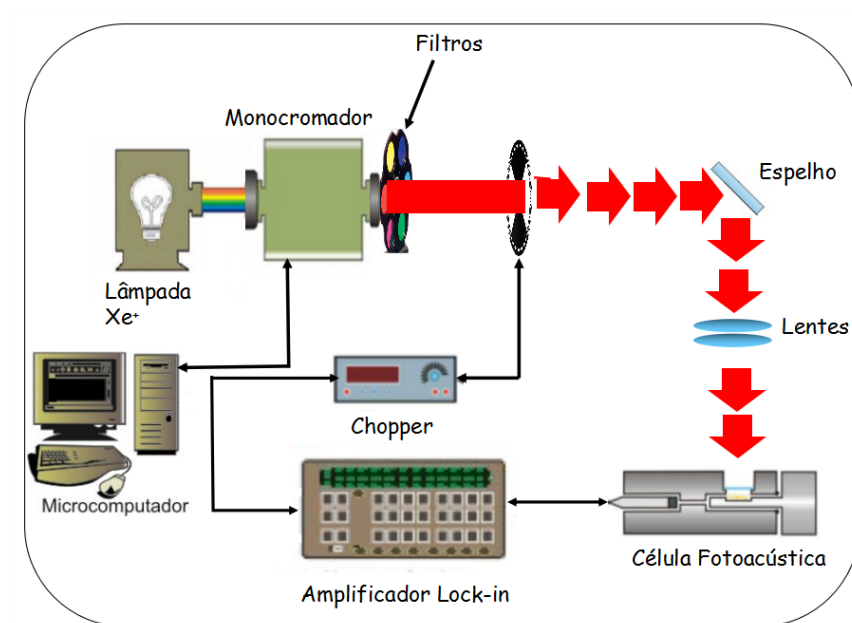 Filtros
Monocromador
Espelho
Lâmpada
Xe⁺
Lentes
Chopper
Microcomputador
Célula Fotoacústica
Amplificador Lock-in